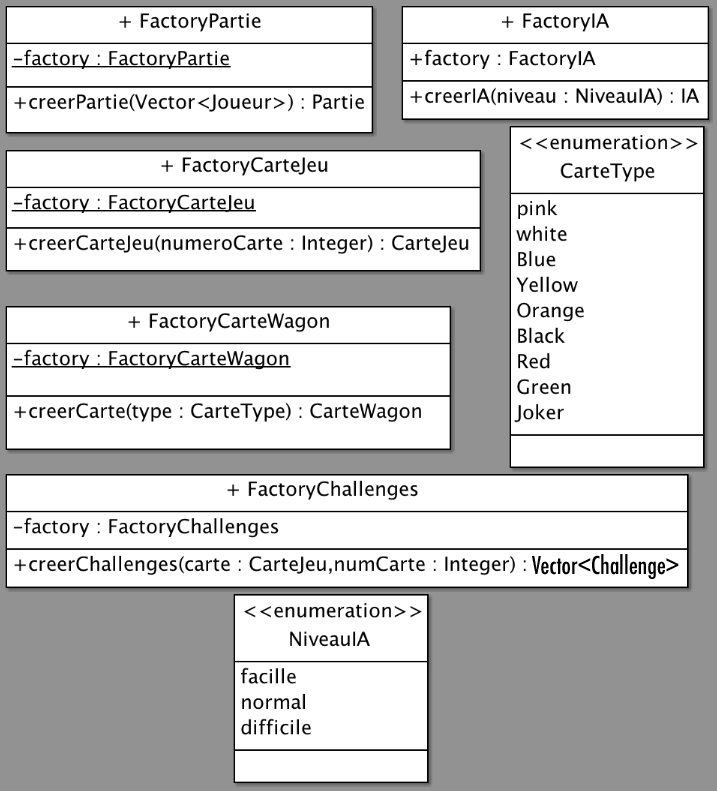 + FactoryPartie
-factory : FactoryPartie
+creerPartie(Vector<Joueur>) : Partie
+ FactoryIA
+factory : FactoryIA
+creerIA(niveau : NiveauIA) : IA
+ FactoryCarteJeu
-factory : FactoryCarteJeu
+creerCarteJeu(numeroCarte : Integer) : CarteJeu
<<enumeration>>
CarteType
pink
white
Blue
Yellow
Orange
Black
Red
Green
Joker
+ FactoryCarteWagon
-factory : FactoryCarteWagon
+creerCarte(type : CarteType) : CarteWagon
+ FactoryChallenges
-factory : FactoryChallenges
+creerChallenges(carte : CarteJeu,numCarte : Integer) : Vector<Challenge>
<<enumeration>>
NiveauIA
facille
normal
difficile